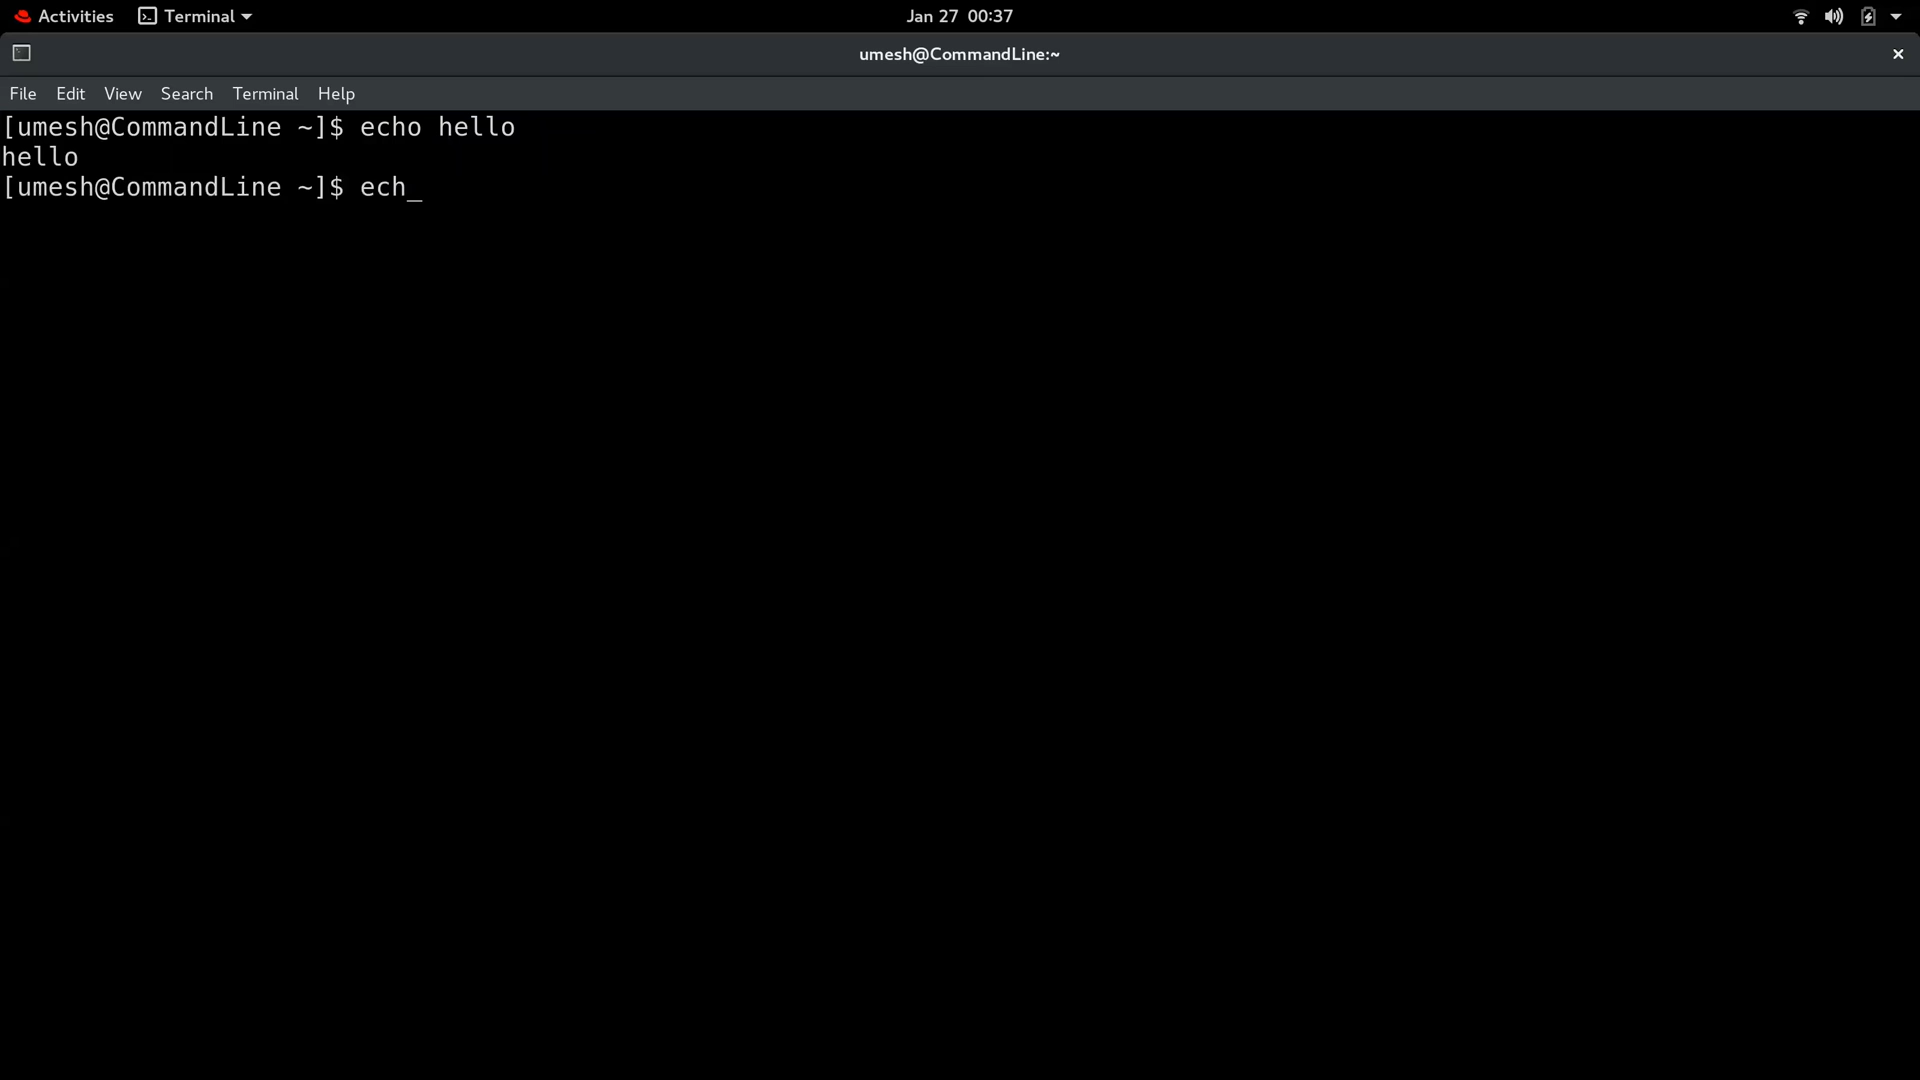 Activities Terminal Jan 27 00:37
umesh@CommandLine:~
File Edit View Search Terminal Help
[umesh@CommandLine ~]$ echo hello
hello
[umesh@CommandLine ~]$ ech_